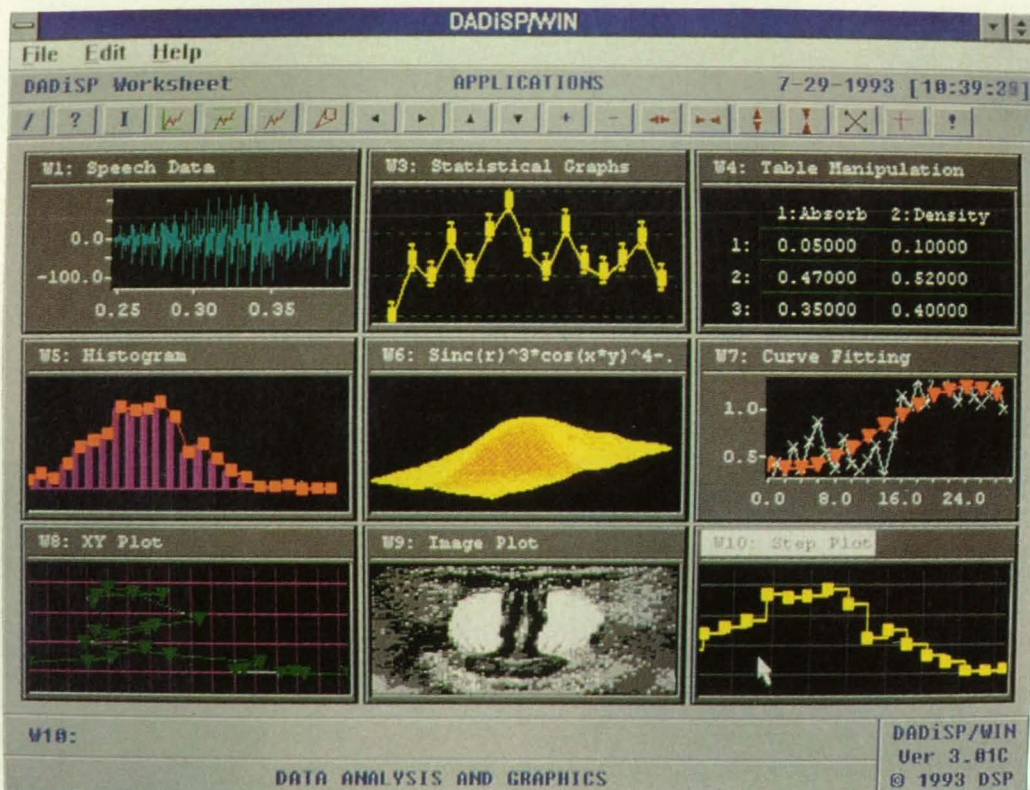 DADiSP/WIN
File Edit Help
DADiSP Worksheet APPLICATIONS 7-29-1993 [10:39:28]
/ ? I + - !
W1: Speech Data
0.0-
-100.0-
0.25 0.30 0.35
W3: Statistical Graphs
W4: Table Manipulation
1:Absorb 2:Density
1: 0.05000 0.10000
2: 0.47000 0.52000
3: 0.35000 0.40000
W5: Histogram
W6: Sinc(r)^3*cos(x*y)^4-.
W7: Curve Fitting
1.0-
0.5-
0.0 8.0 16.0 24.0
W8: XY Plot
W9: Image Plot
W10: Step Plot
W10:
DATA ANALYSIS AND GRAPHICS
DADiSP/WIN
Ver 3.01C
© 1993 DSP